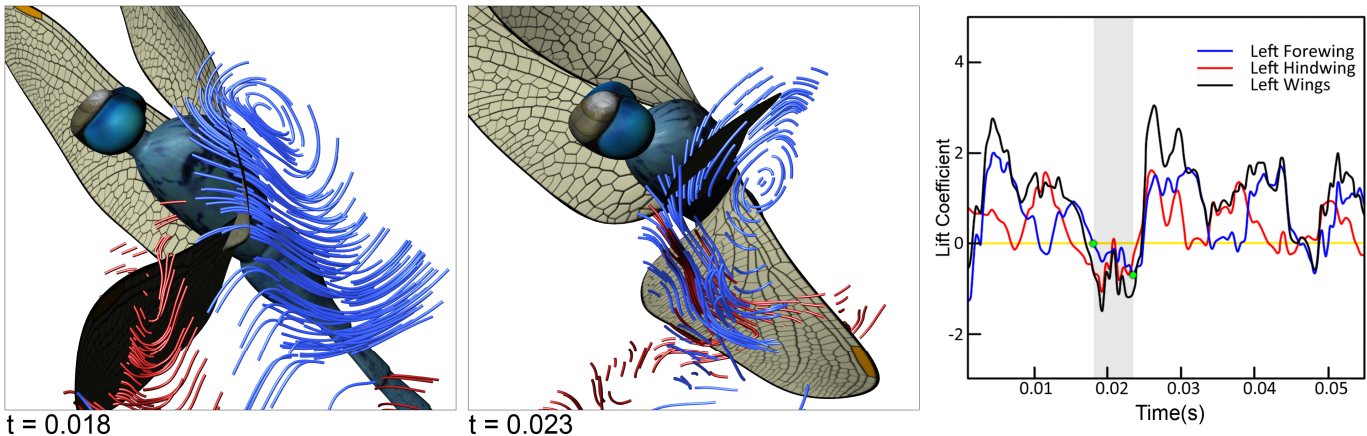 t = 0.018
t = 0.023
Lift Coefficient
4
2
0
-2
Left Forewing
Left Hindwing
Left Wings
0.01
0.02
0.03
0.04
0.05
Time(s)